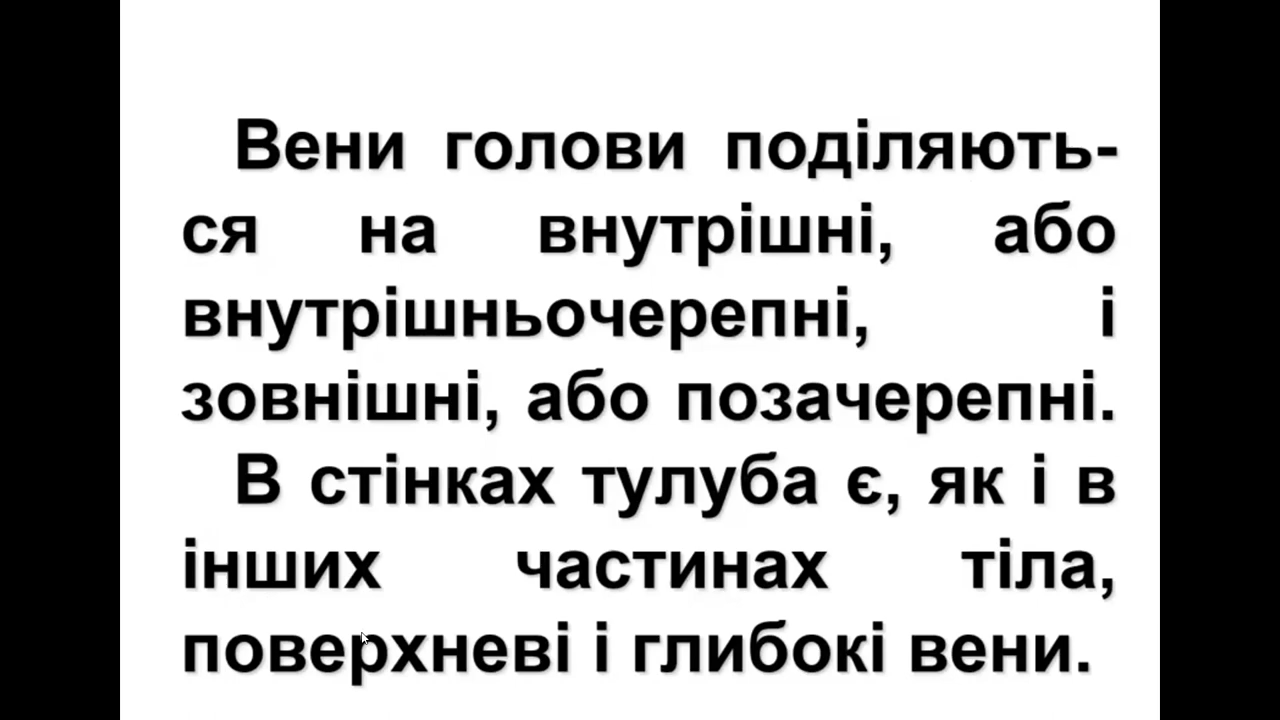 Вени голови поділяють-
ся на внутрішні, або
внутрішньочерепні, і
зовнішні, або позачерепні.
В стінках тулуба є, як і в
інших частинах тіла,
поверхневі і глибокі вени.